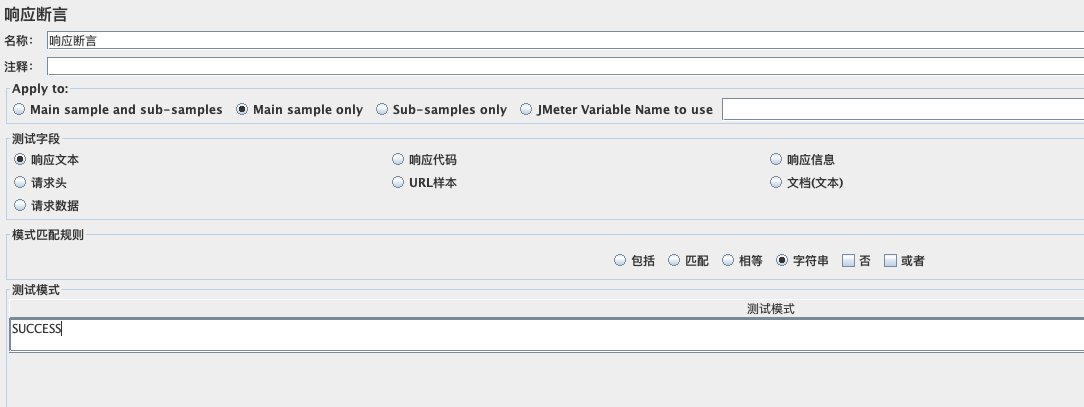 响应断言
名称： 响应断言
注释：
Apply to:
Main sample and sub-samples Main sample only Sub-samples only JMeter Variable Name to use
测试字段
响应文本 响应代码 响应信息
请求头 URL样本 文档(文本)
请求数据
模式匹配规则
包括 匹配 相等 字符串 否 或者
测试模式
测试模式
SUCCESS